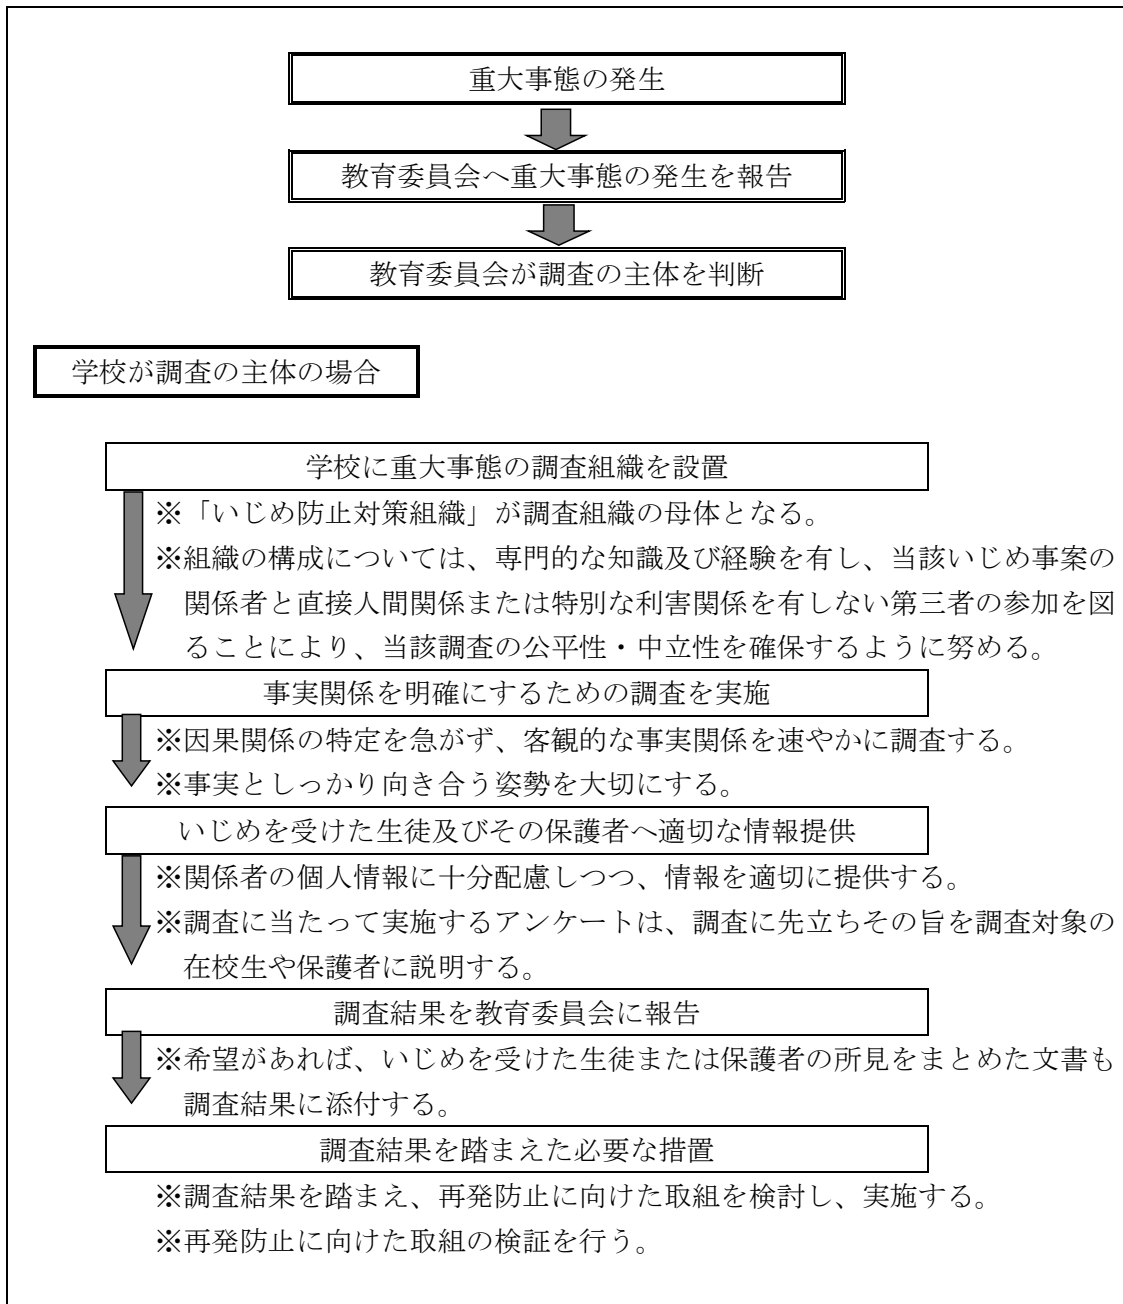 重大事態の発生
教育委員会へ重大事態の発生を報告
教育委員会が調査の主体を判断
学校が調査の主体の場合
学校に重大事態の調査組織を設置
※「いじめ防止対策組織」が調査組織の母体となる。
※組織の構成については、専門的な知識及び経験を有し、当該いじめ事案の
関係者と直接人間関係または特別な利害関係を有しない第三者の参加を図
ることにより、当該調査の公平性・中立性を確保するように努める。
事実関係を明確にするための調査を実施
※因果関係の特定を急がず、客観的な事実関係を速やかに調査する。
※事実としっかり向き合う姿勢を大切にする。
いじめを受けた生徒及びその保護者へ適切な情報提供
※関係者の個人情報に十分配慮しつつ、情報を適切に提供する。
※調査に当たって実施するアンケートは、調査に先立ちその旨を調査対象の
在校生や保護者に説明する。
調査結果を教育委員会に報告
※希望があれば、いじめを受けた生徒または保護者の所見をまとめた文書も
調査結果に添付する。
調査結果を踏まえた必要な措置
※調査結果を踏まえ、再発防止に向けた取組を検討し、実施する。
※再発防止に向けた取組の検証を行う。